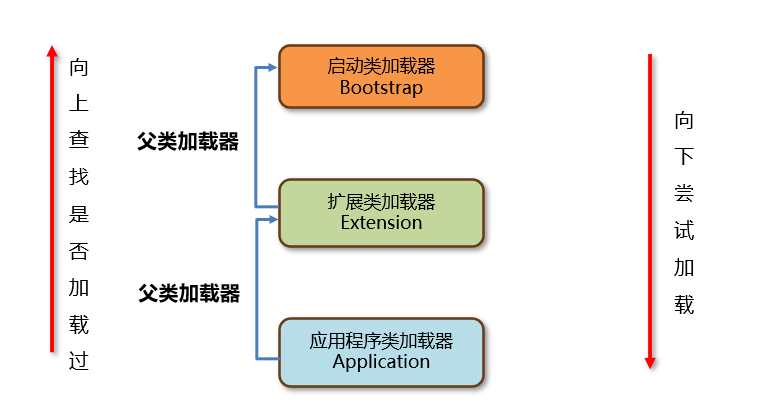 启动类加载器
Bootstrap
父类加载器
扩展类加载器
Extension
父类加载器
应用程序类加载器
Application
向上查找是否加载过
向下尝试加载